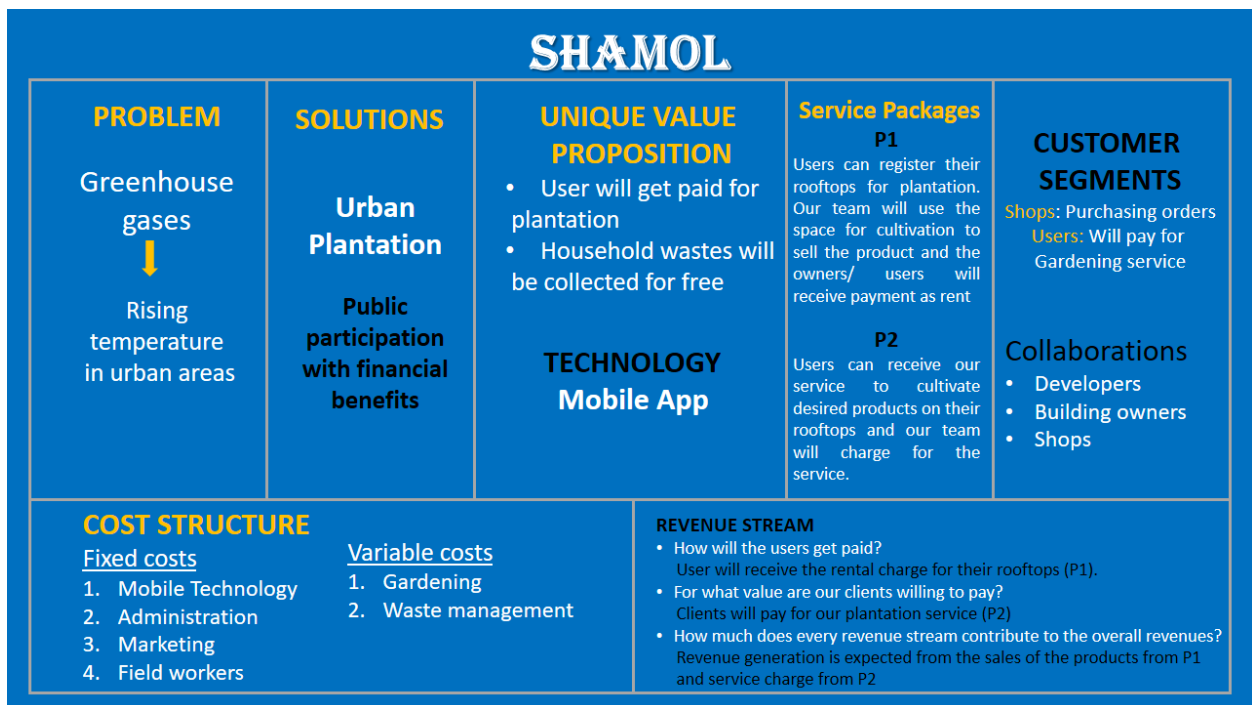 SHAMOL
PROBLEM
Greenhouse
gases
Rising
temperature
in urban areas
SOLUTIONS
Urban
Plantation
Public
participation
with financial
benefits
UNIQUE VALUE
PROPOSITION
• User will get paid for
plantation
• Household wastes will
be collected for free
TECHNOLOGY
Mobile App
Service Packages
P1
Users can register their
rooftops for plantation.
Our team will use the
space for cultivation to
sell the product and the
owners/ users will
receive payment as rent
P2
Users can receive our
service to cultivate
desired products on their
rooftops and our team
will charge for the
service.
CUSTOMER
SEGMENTS
Shops: Purchasing orders
Users: Will pay for
Gardening service
Collaborations
• Developers
• Building owners
• Shops
COST STRUCTURE
Fixed costs
1. Mobile Technology
2. Administration
3. Marketing
4. Field workers
Variable costs
1. Gardening
2. Waste management
REVENUE STREAM
• How will the users get paid?
User will receive the rental charge for their rooftops (P1).
• For what value are our clients willing to pay?
Clients will pay for our plantation service (P2)
• How much does every revenue stream contribute to the overall revenues?
Revenue generation is expected from the sales of the products from P1
and service charge from P2